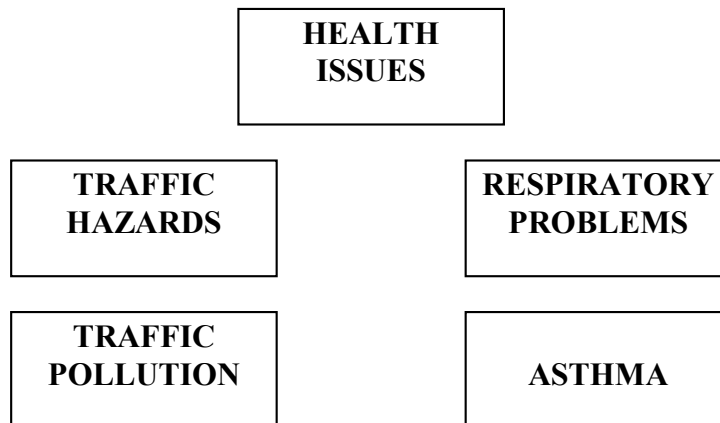 HEALTH
ISSUES
TRAFFIC
HAZARDS
RESPIRATORY
PROBLEMS
TRAFFIC
POLLUTION
ASTHMA